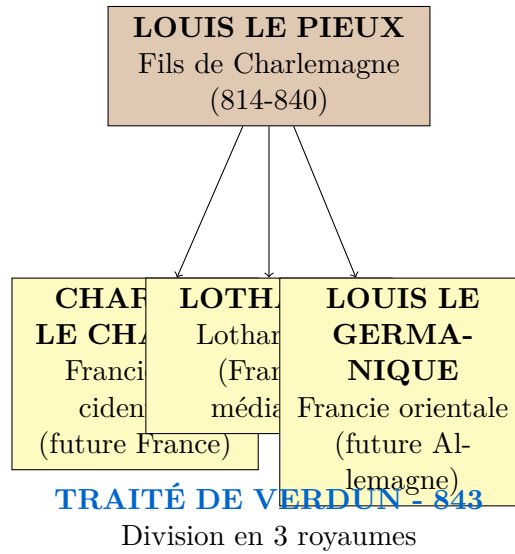 LOUIS LE PIEUX
Fils de Charlemagne
(814-840)
CHAR
LE CHA
Franci
ciden
(future France)
LOTHA
Lothar
(Fran
média
LOUIS LE
GERMA-
NIQUE
Francie orientale
(future Al-
lemagne)
TRAITÉ DE VERDUN - 843
Division en 3 royaumes